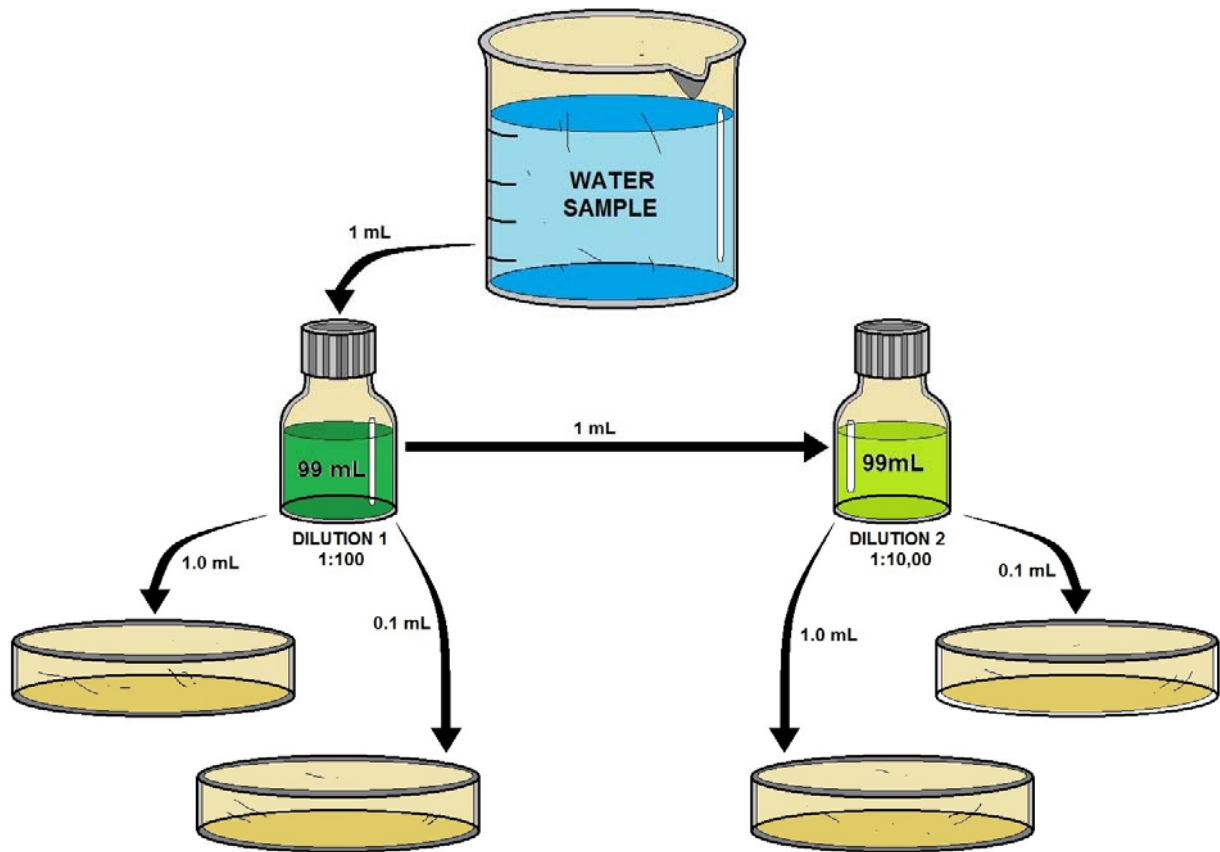 WATER
SAMPLE
1 mL
99 mL
1 mL
99mL
DILUTION 1
1:100
DILUTION 2
1:10,00
1.0 mL
0.1 mL
1.0 mL
0.1 mL